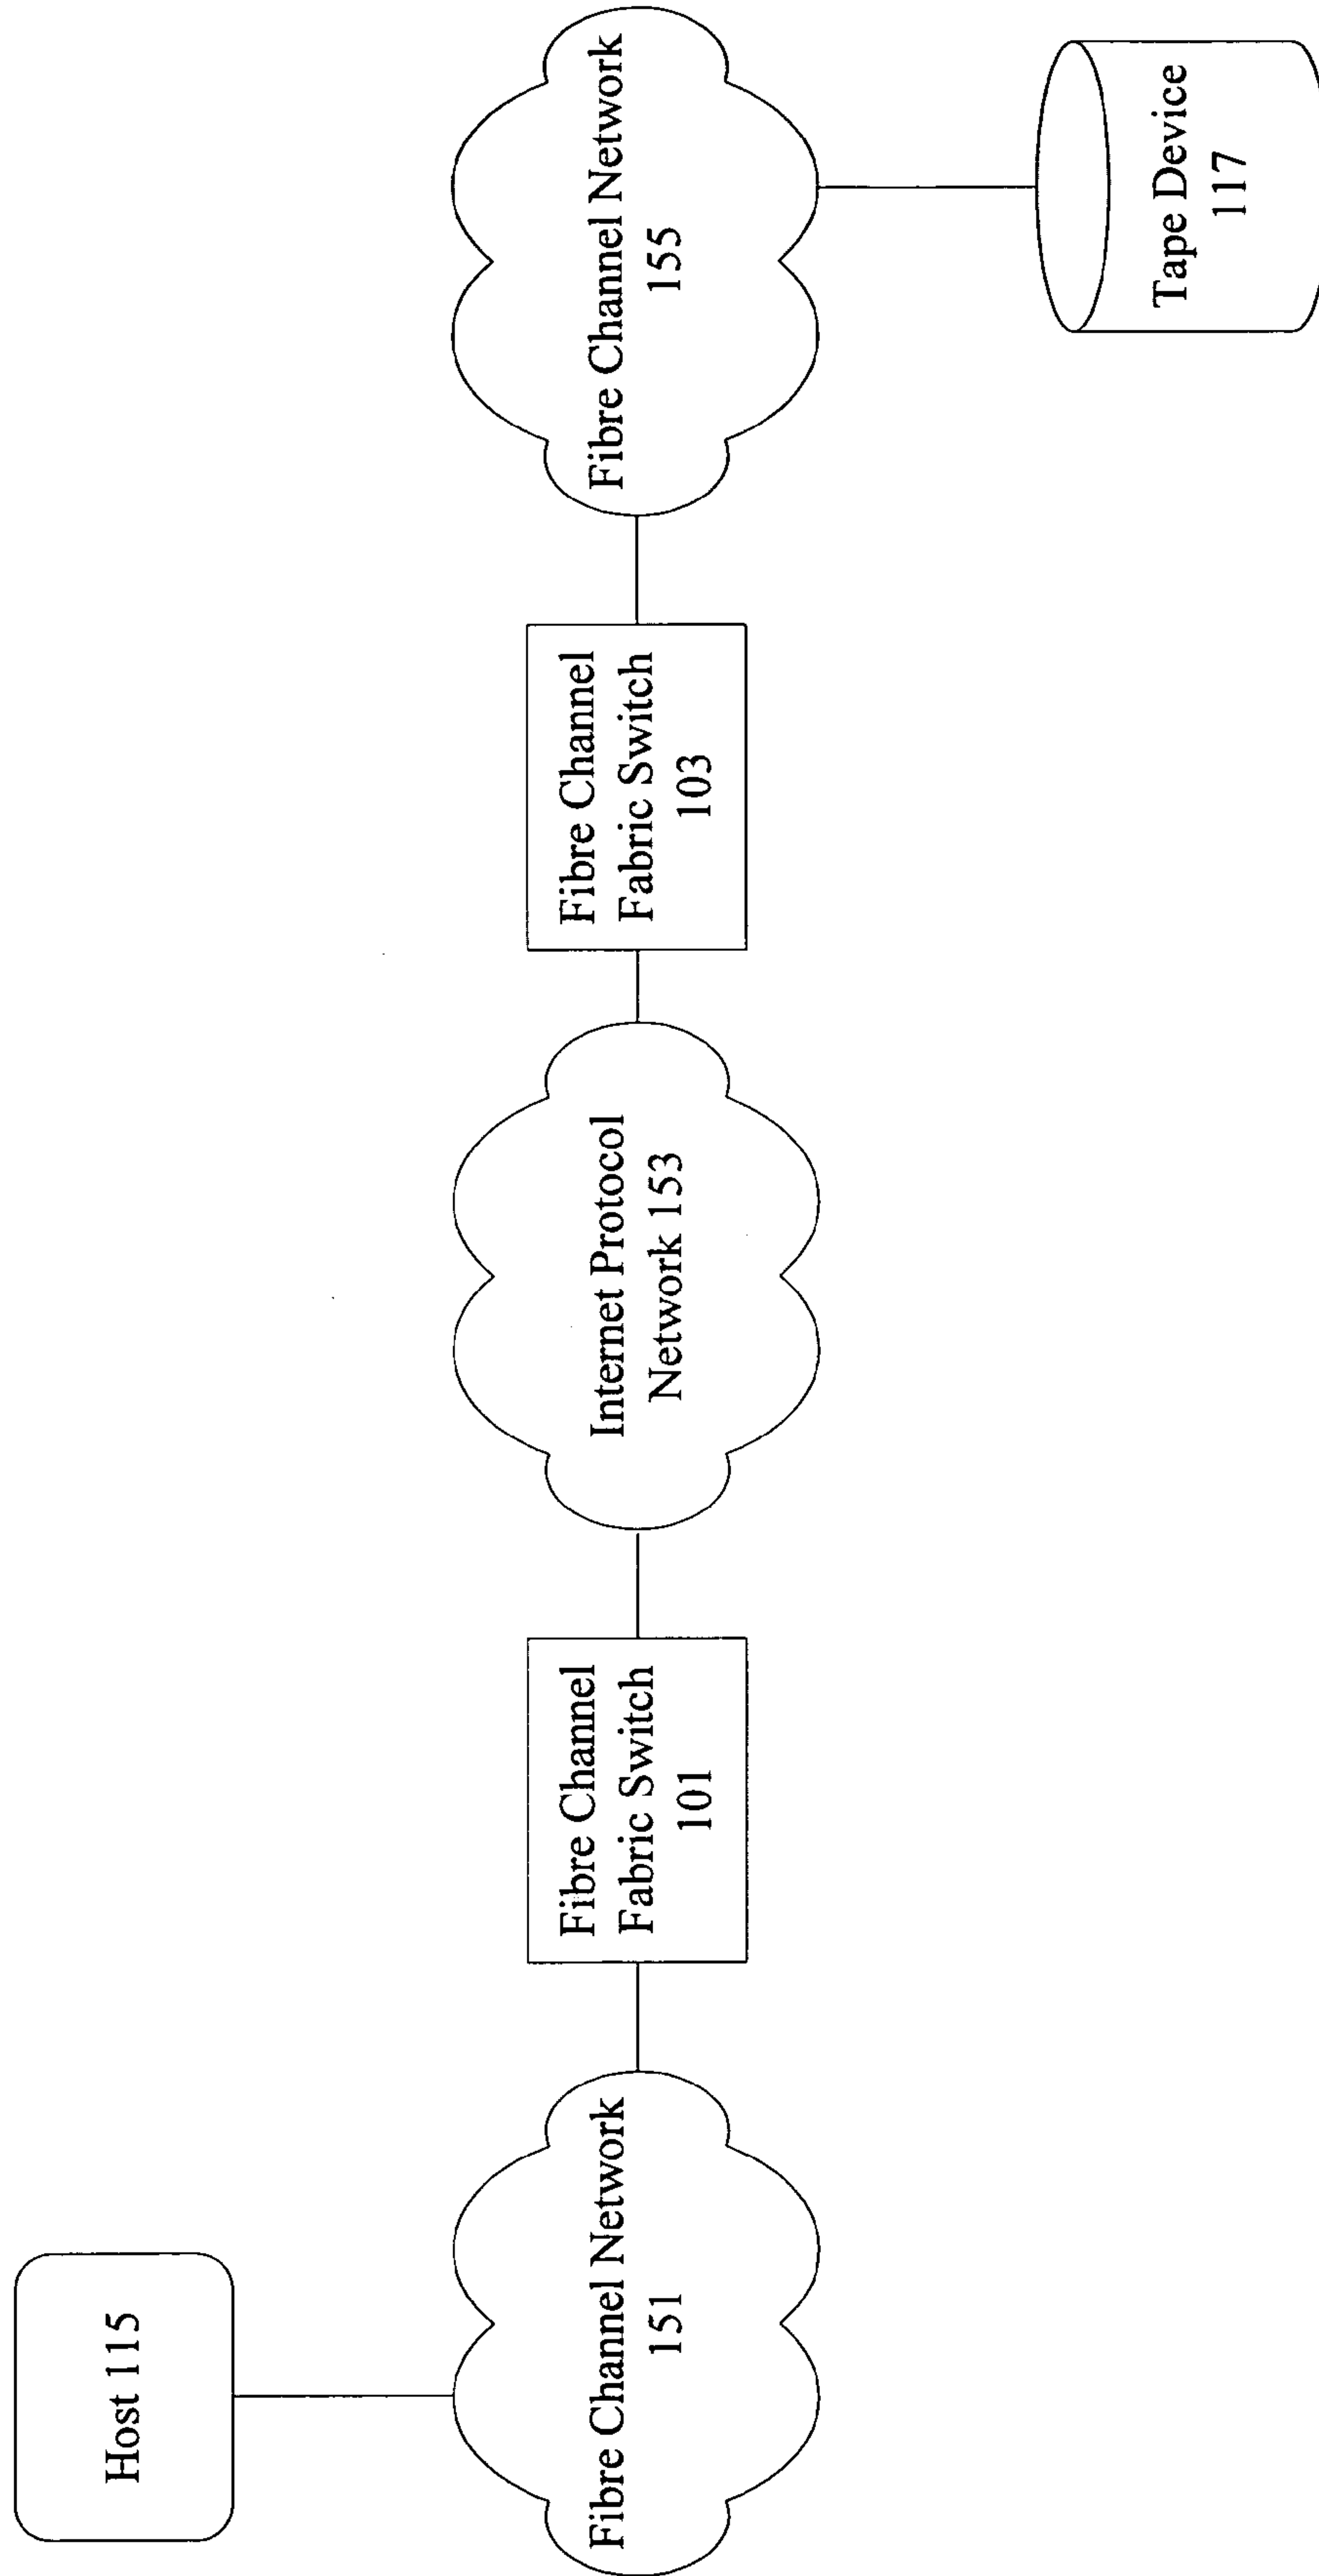 Host 115
Fibre Channel Network
151
Fibre Channel
Fabric Switch
101
Internet Protocol
Network 153
Fibre Channel
Fabric Switch
103
Fibre Channel Network
155
Tape Device
117